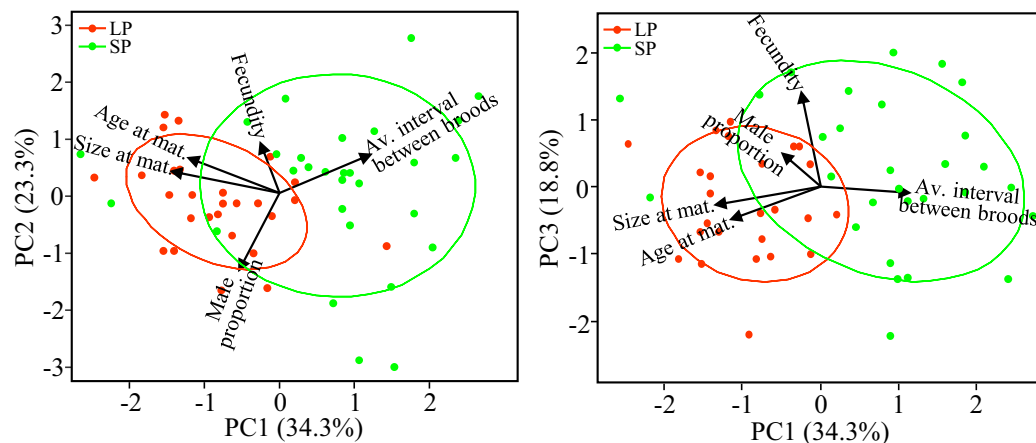 LP
SP
3
2
1
0
-1
-2
-3
PC2 (23.3%)
Fecundity
Age at mat.
Size at mat.
Av. interval
between broods
Male
proportion
-2
-1
0
1
2
PC1 (34.3%)
LP
SP
2
1
0
-1
-2
PC3 (18.8%)
Fecundity
Male
proportion
Size at mat.
Age at mat.
Av. interval
between broods
-2
-1
0
1
2
PC1 (34.3%)